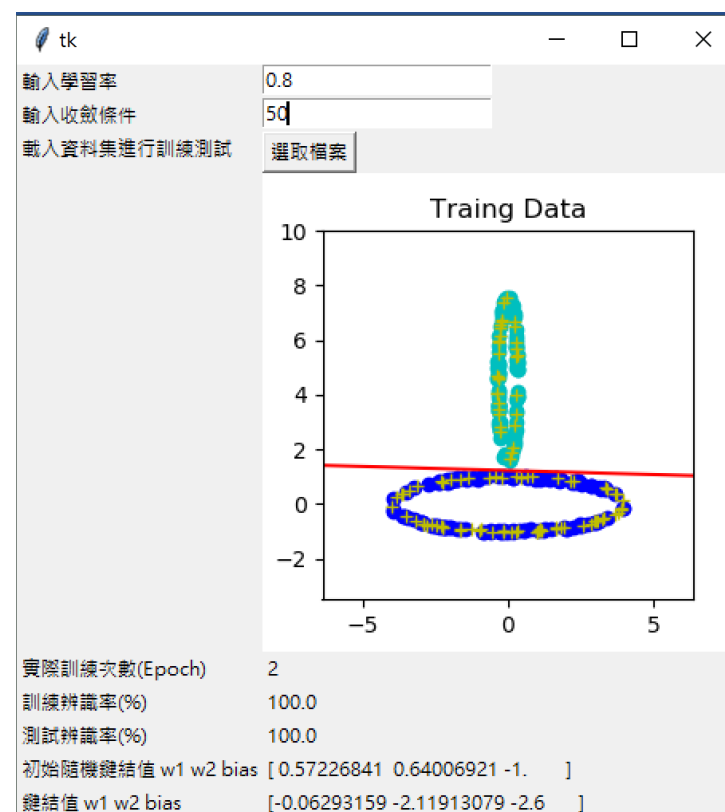 tk
輸入學習率 0.8
輸入收斂條件 50
載入資料集進行訓練測試 選取檔案
Traing Data
10
8
6
4
2
0
−2
−5 0 5
實際訓練次數(Epoch) 2
訓練辨識率(%) 100.0
測試辨識率(%) 100.0
初始隨機鍵結值 w1 w2 bias [ 0.57226841 0.64006921 -1. ]
鍵結值 w1 w2 bias [-0.06293159 -2.11913079 -2.6 ]